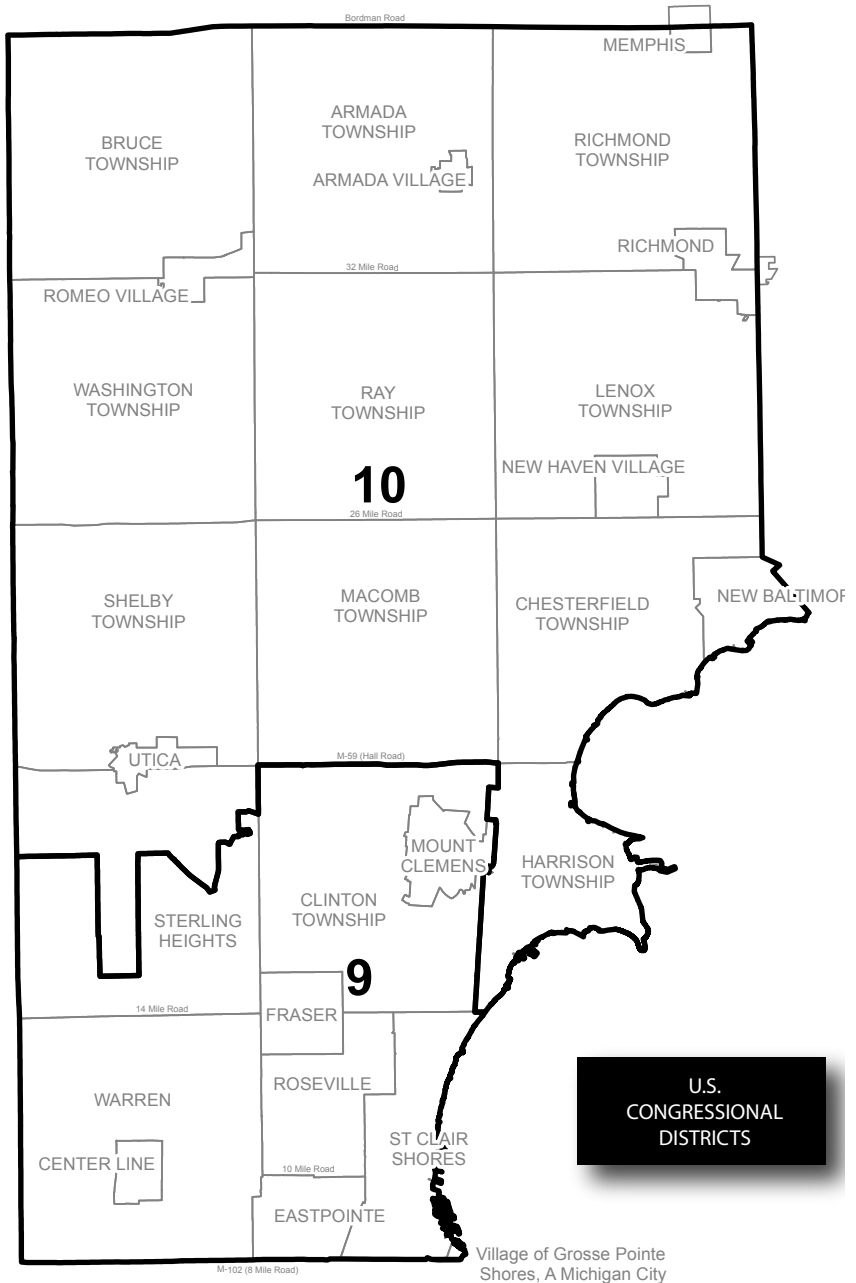 Bordman Road
MEMPHIS
BRUCE
TOWNSHIP
ARMADA
TOWNSHIP
RICHMOND
TOWNSHIP
ARMADA VILLAGE
RICHMOND
32 Mile Road
ROMEO VILLAGE
WASHINGTON
TOWNSHIP
RAY
TOWNSHIP
LENOX
TOWNSHIP
NEW HAVEN VILLAGE
10
26 Mile Road
SHELBY
TOWNSHIP
MACOMB
TOWNSHIP
CHESTERFIELD
TOWNSHIP
NEW BALTIMOR
UTICA
M-59 (Hall Road)
MOUNT
CLEMENS
HARRISON
TOWNSHIP
CLINTON
TOWNSHIP
STERLING
HEIGHTS
9
14 Mile Road
FRASER
ROSEVILLE
WARREN
ST CLAIR
SHORES
CENTER LINE
10 Mile Road
EASTPOINTE
M-102 (8 Mile Road)
Village of Grosse Pointe
Shores, A Michigan City
U.S.
CONGRESSIONAL
DISTRICTS